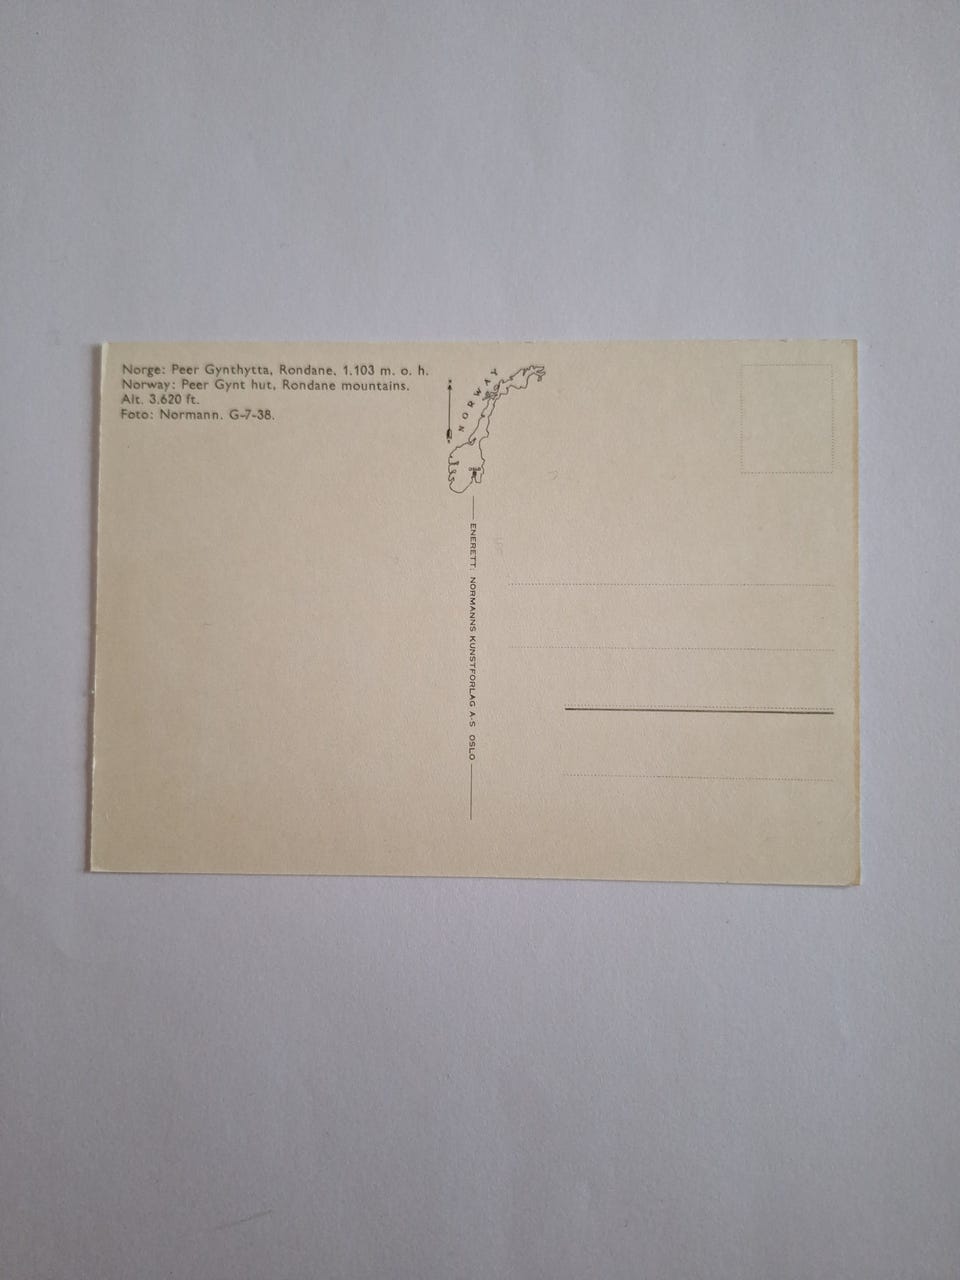 Norge: Peer Gynthytta, Rondane. 1.103 m. o. h.
Norway: Peer Gynt hut, Rondane mountains.
Alt. 3.620 ft.
Foto: Normann. G-7-38.
NORWAY
ENERETT: NORMANNS KUNSTFORLAG A-S OSLO